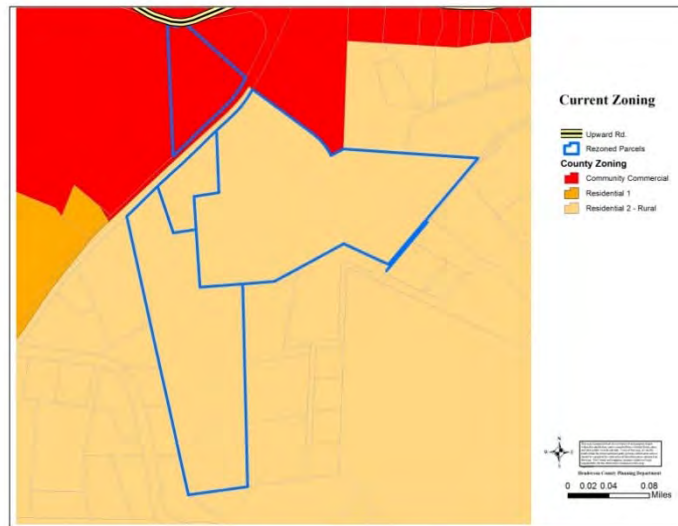 Current Zoning
Upward Rd.
Rezoned Parcels
County Zoning
Community Commercial
Residential 1
Residential 2 - Rural
Henderson County Planning Department
0 0.02 0.04 0.08
Miles